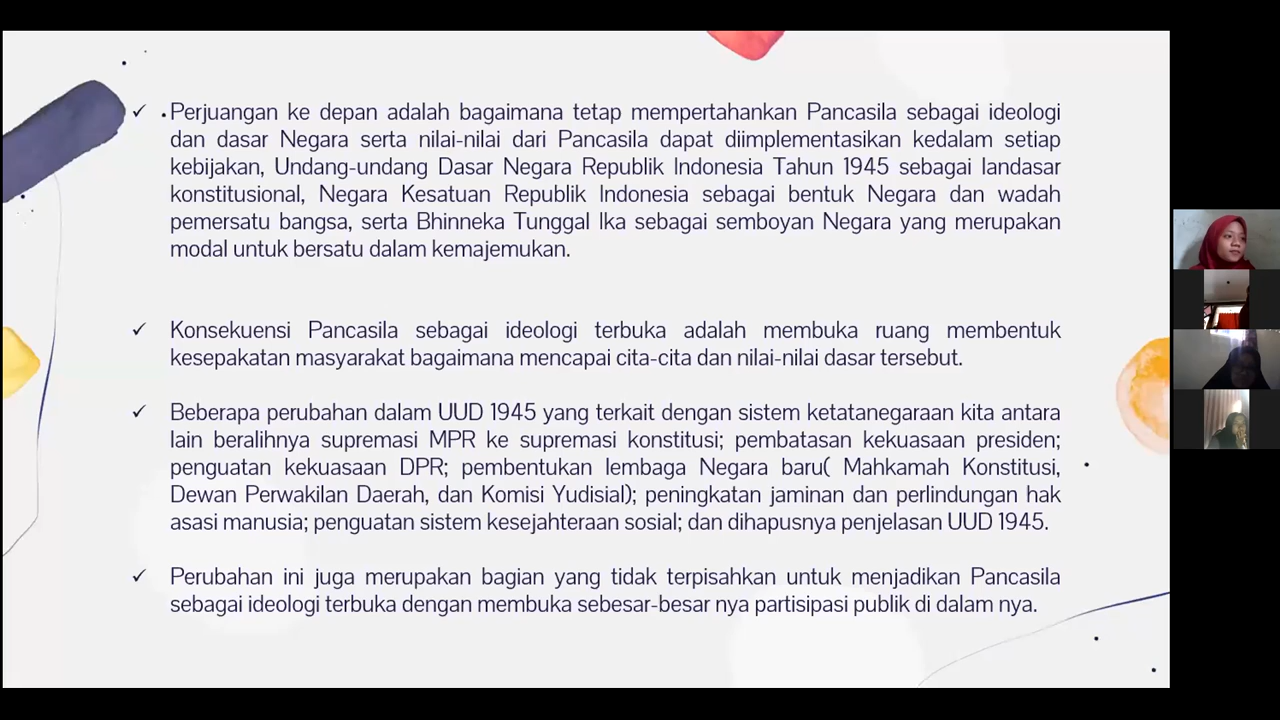 Perjuangan ke depan adalah bagaimana tetap mempertahankan Pancasila sebagai ideologi
dan dasar Negara serta nilai-nilai dari Pancasila dapat diimplementasikan kedalam setiap
kebijakan, Undang-undang Dasar Negara Republik Indonesia Tahun 1945 sebagai landasar
konstitusional, Negara Kesatuan Republik Indonesia sebagai bentuk Negara dan wadah
pemersatu bangsa, serta Bhinneka Tunggal Ika sebagai semboyan Negara yang merupakan
modal untuk bersatu dalam kemajemukan.
Konsekuensi Pancasila sebagai ideologi terbuka adalah membuka ruang membentuk
kesepakatan masyarakat bagaimana mencapai cita-cita dan nilai-nilai dasar tersebut.
Beberapa perubahan dalam UUD 1945 yang terkait dengan sistem ketatanegaraan kita antara
lain beralihnya supremasi MPR ke supremasi konstitusi; pembatasan kekuasaan presiden;
penguatan kekuasaan DPR; pembentukan lembaga Negara baru( Mahkamah Konstitusi,
Dewan Perwakilan Daerah, dan Komisi Yudisial); peningkatan jaminan dan perlindungan hak
asasi manusia; penguatan sistem kesejahteraan sosial; dan dihapusnya penjelasan UUD 1945.
Perubahan ini juga merupakan bagian yang tidak terpisahkan untuk menjadikan Pancasila
sebagai ideologi terbuka dengan membuka sebesar-besar nya partisipasi publik di dalam nya.